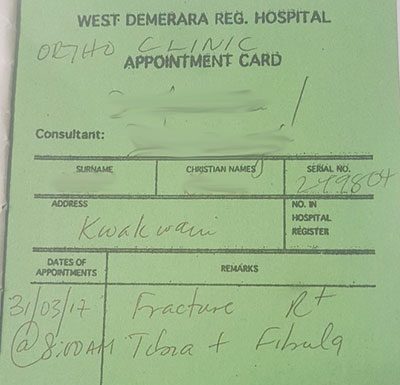 WEST DEMERARA REG. HOSPITAL
ORTHO CLINIC
APPOINTMENT CARD
Consultant:
SURNAME CHRISTIAN NAMES SERIAL NO.
ADDRESS NO. IN
Kwakwani HOSPITAL
REGISTER
DATES OF
APPOINTMENTS REMARKS
31/03/17 Fracture Rt
@8:00AM Tibia + Fibula